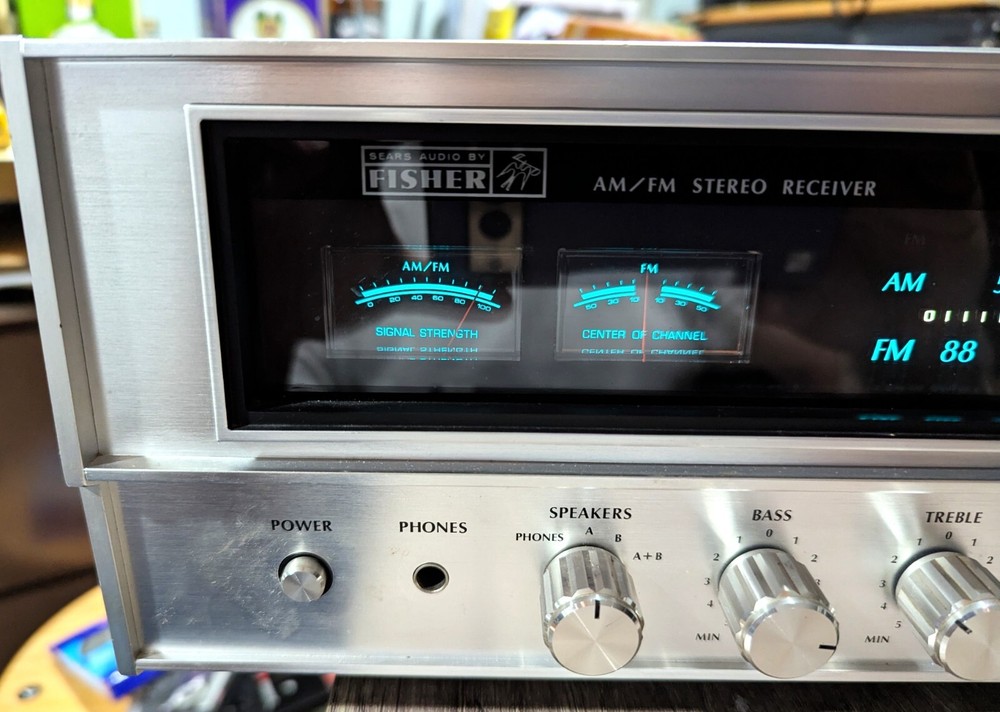 SEARS AUDIO BY
FISHER
AM/FM STEREO RECEIVER
AM/FM
0 20 40 60 80 100
SIGNAL STRENGTH
FM
50 30 10 10 30 50
CENTER OF CHANNEL
AM
FM 88
POWER
PHONES
SPEAKERS
PHONES A B A+B
BASS
4 3 2 1 0 1 2
MIN
TREBLE
5 4 3 2 1 0 1 2
MIN